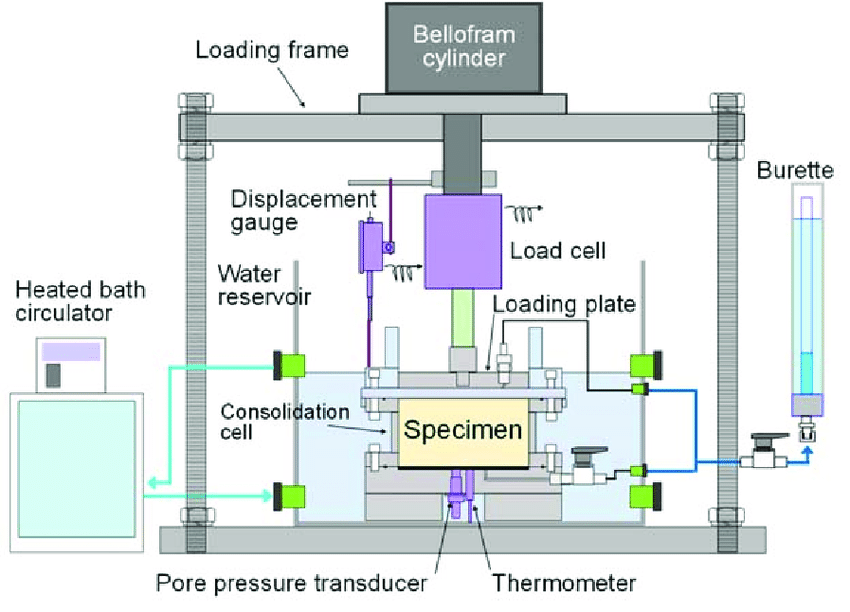 Bellofram
cylinder
Loading frame
Burette
Displacement
gauge
Load cell
Water
reservoir
Heated bath
circulator
Loading plate
Consolidation
cell
Specimen
Pore pressure transducer
Thermometer